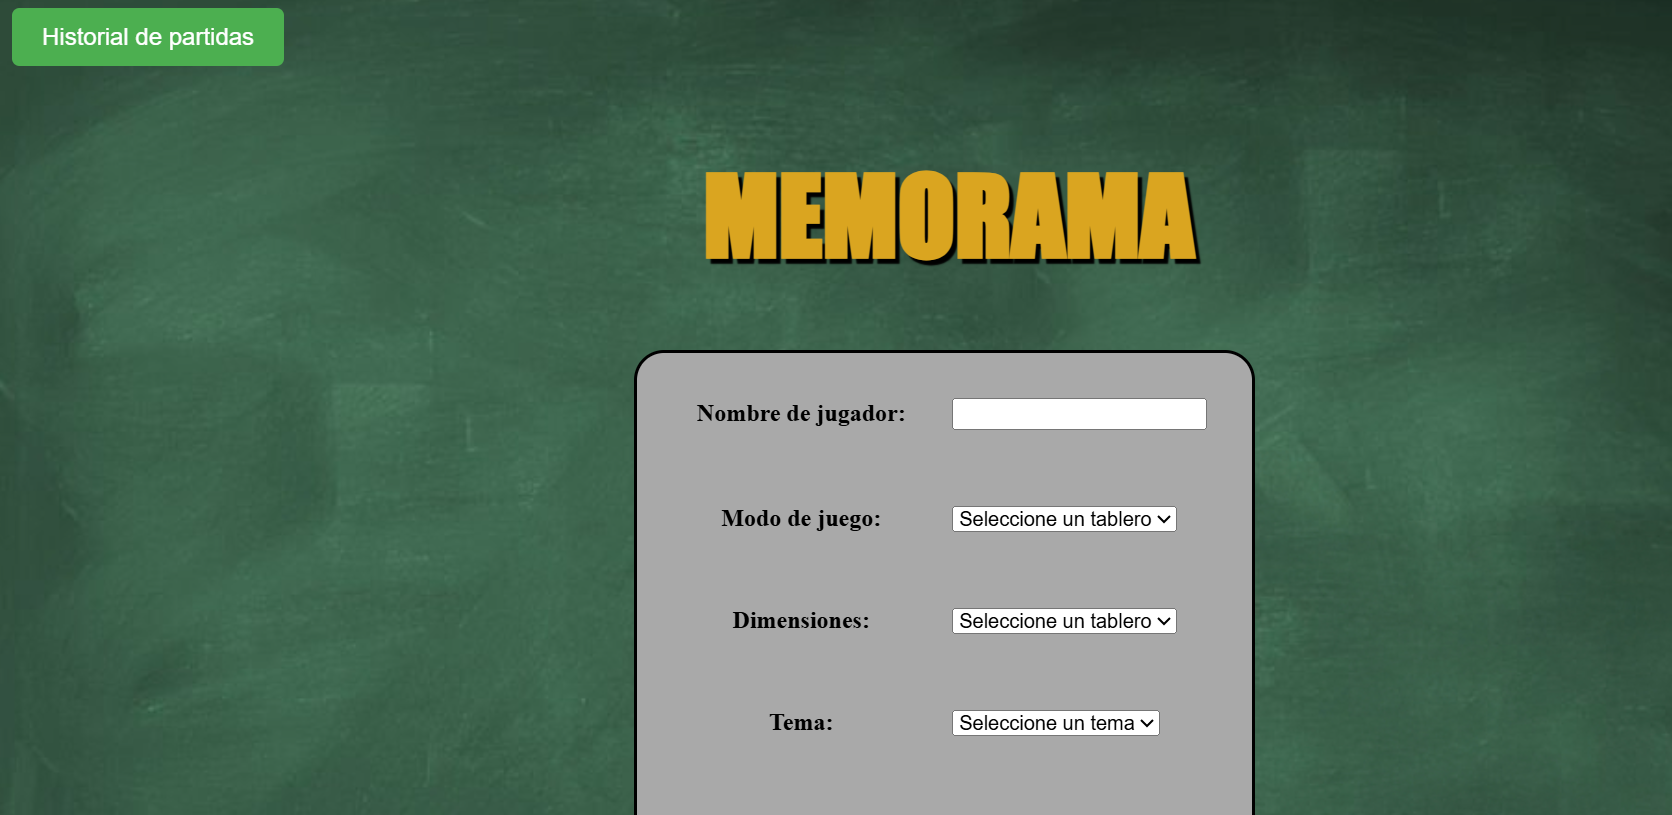 Historial de partidas
MEMORAMA
Nombre de jugador:
Modo de juego: Seleccione un tablero
Dimensiones: Seleccione un tablero
Tema: Seleccione un tema